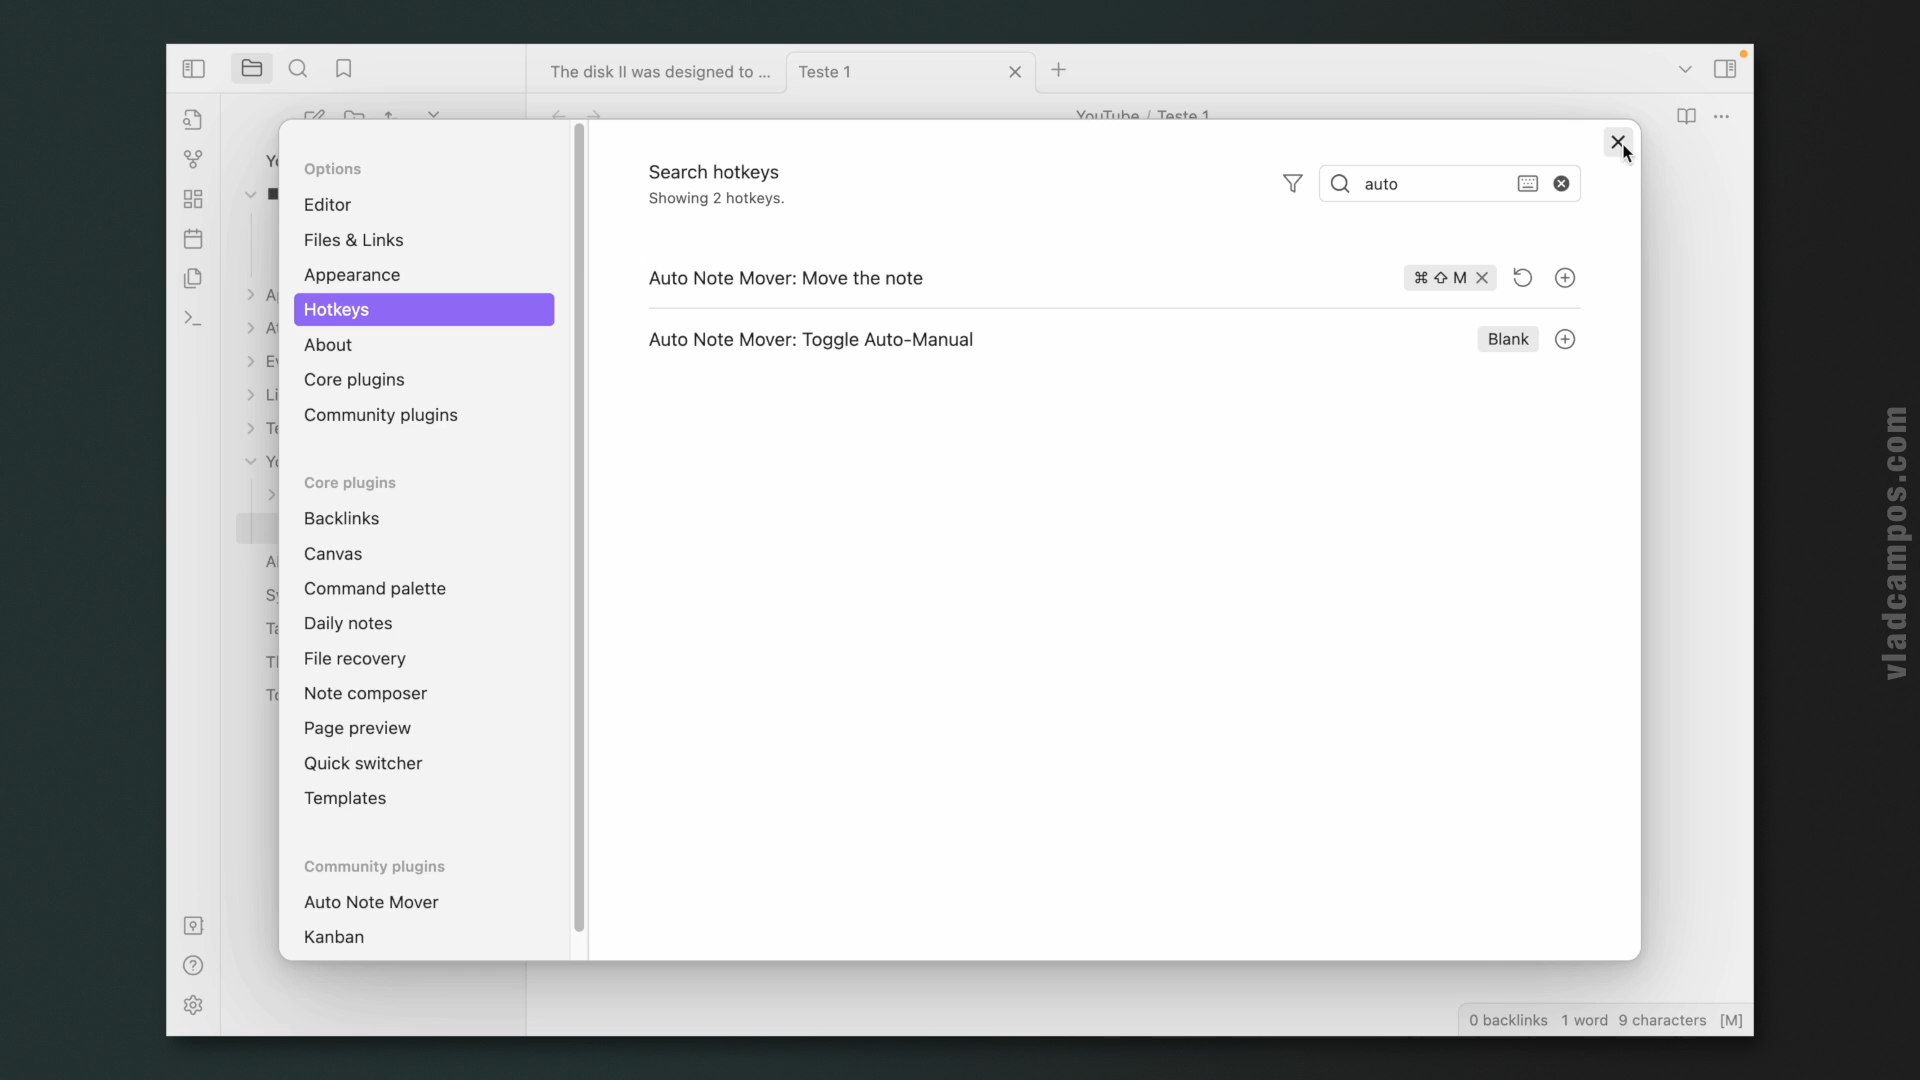 The disk II was designed to ...
Teste 1
YouTube / Teste 1
Options
Editor
Files & Links
Appearance
Hotkeys
About
Core plugins
Community plugins
Core plugins
Backlinks
Canvas
Command palette
Daily notes
File recovery
Note composer
Page preview
Quick switcher
Templates
Community plugins
Auto Note Mover
Kanban
Search hotkeys
Showing 2 hotkeys.
auto
Auto Note Mover: Move the note
⌘ ⇧ M
Auto Note Mover: Toggle Auto-Manual
Blank
0 backlinks 1 word 9 characters [M]
vladcampos.com